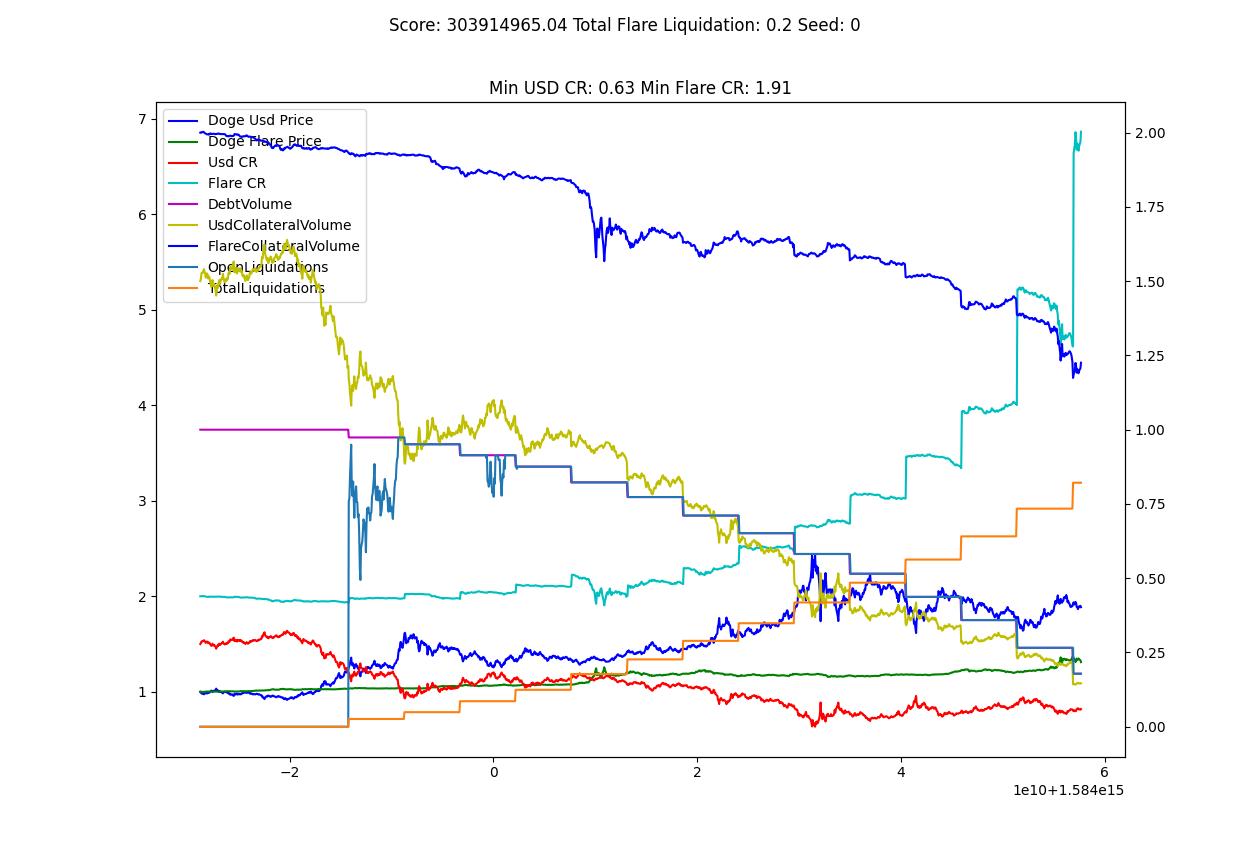 Score: 303914965.04 Total Flare Liquidation: 0.2 Seed: 0
Min USD CR: 0.63 Min Flare CR: 1.91
Doge Usd Price
Doge Flare Price
Usd CR
Flare CR
DebtVolume
UsdCollateralVolume
FlareCollateralVolume
OpenLiquidations
TotalLiquidations
7
6
5
4
3
2
1
2.00
1.75
1.50
1.25
1.00
0.75
0.50
0.25
0.00
−2
0
2
4
6
1e10+1.584e15